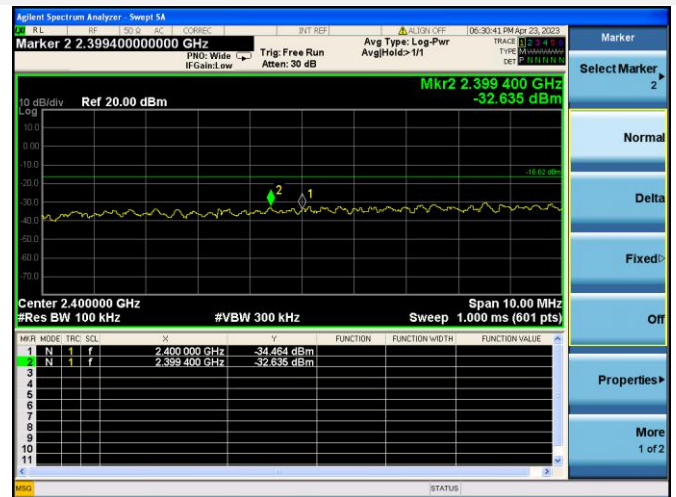 Agilent Spectrum Analyzer - Swept SA
RL RF 50 Ω AC CORREC INT REF ALIGN OFF 06:30:41 PM Apr 23, 2023
Marker 2 2.399400000000 GHz
PNO: Wide Trig: Free Run Avg Type: Log-Pwr TRACE 1 2 3 4 5 6
IFGain:Low Atten: 30 dB Avg|Hold>1/1 TYPE
DET P N N N N N
Mkr2 2.399 400 GHz
-32.635 dBm
10 dB/div Ref 20.00 dBm
Log
10.0
0.00
-10.0
-16.62 dBm
-20.0
2 1
-30.0
-40.0
-50.0
-60.0
-70.0
Center 2.400000 GHz Span 10.00 MHz
#Res BW 100 kHz #VBW 300 kHz Sweep 1.000 ms (601 pts)
MKR MODE TRC SCL X Y FUNCTION FUNCTION WIDTH FUNCTION VALUE
1 N 1 f 2.400 000 GHz -34.464 dBm
2 N 1 f 2.399 400 GHz -32.635 dBm
3
4
5
6
7
8
9
10
11
MSG STATUS
Marker
Select Marker
2
Normal
Delta
Fixed
Off
Properties
More
1 of 2